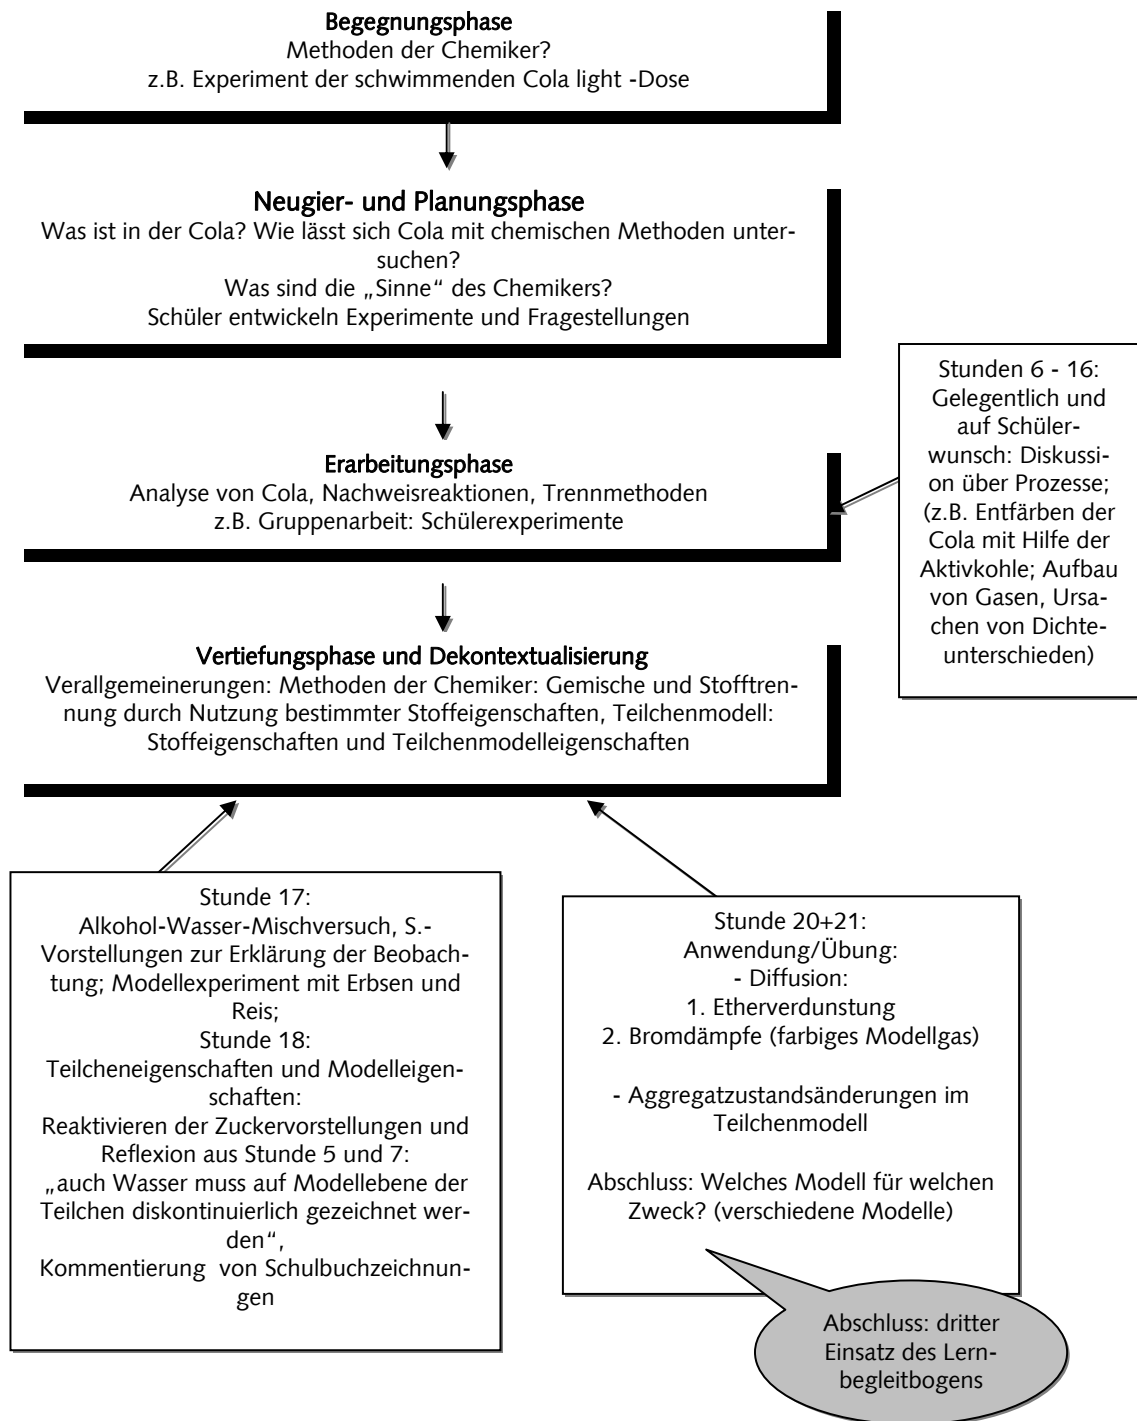 Begegnungsphase
Methoden der Chemiker?
z.B. Experiment der schwimmenden Cola light -Dose
Neugier- und Planungsphase
Was ist in der Cola? Wie lässt sich Cola mit chemischen Methoden unter-
suchen?
Was sind die „Sinne“ des Chemikers?
Schüler entwickeln Experimente und Fragestellungen
Erarbeitungsphase
Analyse von Cola, Nachweisreaktionen, Trennmethoden
z.B. Gruppenarbeit: Schülerexperimente
Stunden 6 - 16:
Gelegentlich und
auf Schüler-
wunsch: Diskussi-
on über Prozesse;
(z.B. Entfärben der
Cola mit Hilfe der
Aktivkohle; Aufbau
von Gasen, Ursa-
chen von Dichte-
unterschieden)
Vertiefungsphase und Dekontextualisierung
Verallgemeinerungen: Methoden der Chemiker: Gemische und Stofftren-
nung durch Nutzung bestimmter Stoffeigenschaften, Teilchenmodell:
Stoffeigenschaften und Teilchenmodelleigenschaften
Stunde 17:
Alkohol-Wasser-Mischversuch, S.-
Vorstellungen zur Erklärung der Beobach-
tung; Modellexperiment mit Erbsen und
Reis;
Stunde 18:
Teilcheneigenschaften und Modelleigen-
schaften:
Reaktivieren der Zuckervorstellungen und
Reflexion aus Stunde 5 und 7:
„auch Wasser muss auf Modellebene der
Teilchen diskontinuierlich gezeichnet wer-
den“,
Kommentierung von Schulbuchzeichnun-
gen
Stunde 20+21:
Anwendung/Übung:
- Diffusion:
1. Etherverdunstung
2. Bromdämpfe (farbiges Modellgas)
- Aggregatzustandsänderungen im
Teilchenmodell
Abschluss: Welches Modell für welchen
Zweck? (verschiedene Modelle)
Abschluss: dritter
Einsatz des Lern-
begleitbogens